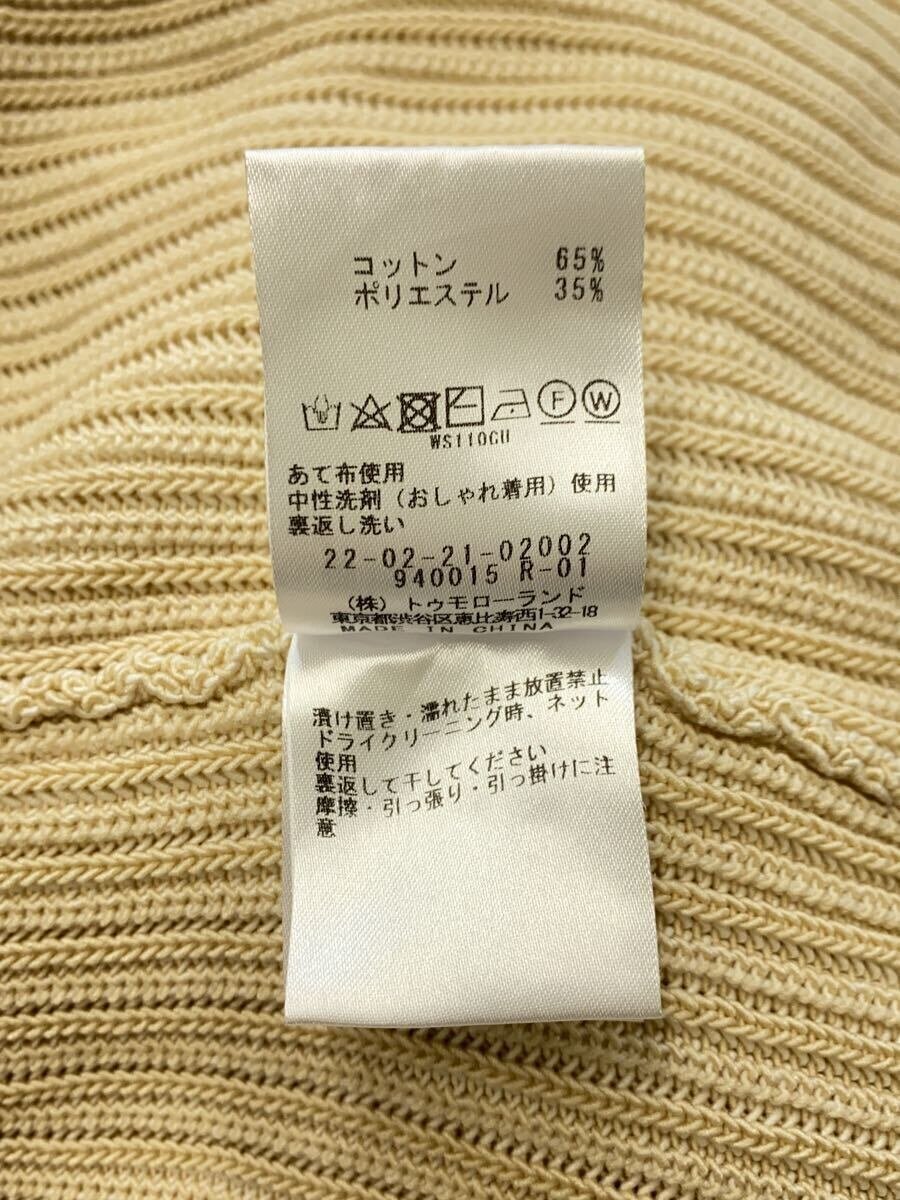 コットン 65%
ポリエステル 35%
F W
WS110GU
あて布使用
中性洗剤(おしゃれ着用)使用
裏返し洗い
22-02-21-02002
940015 R-01
(株)トゥモローランド
東京都渋谷区恵比寿西1-32-18
MADE IN CHINA
漬け置き・濡れたまま放置禁止
ドライクリーニング時、ネット
使用
裏返して干してください
摩擦・引っ張り・引っ掛けに注
意